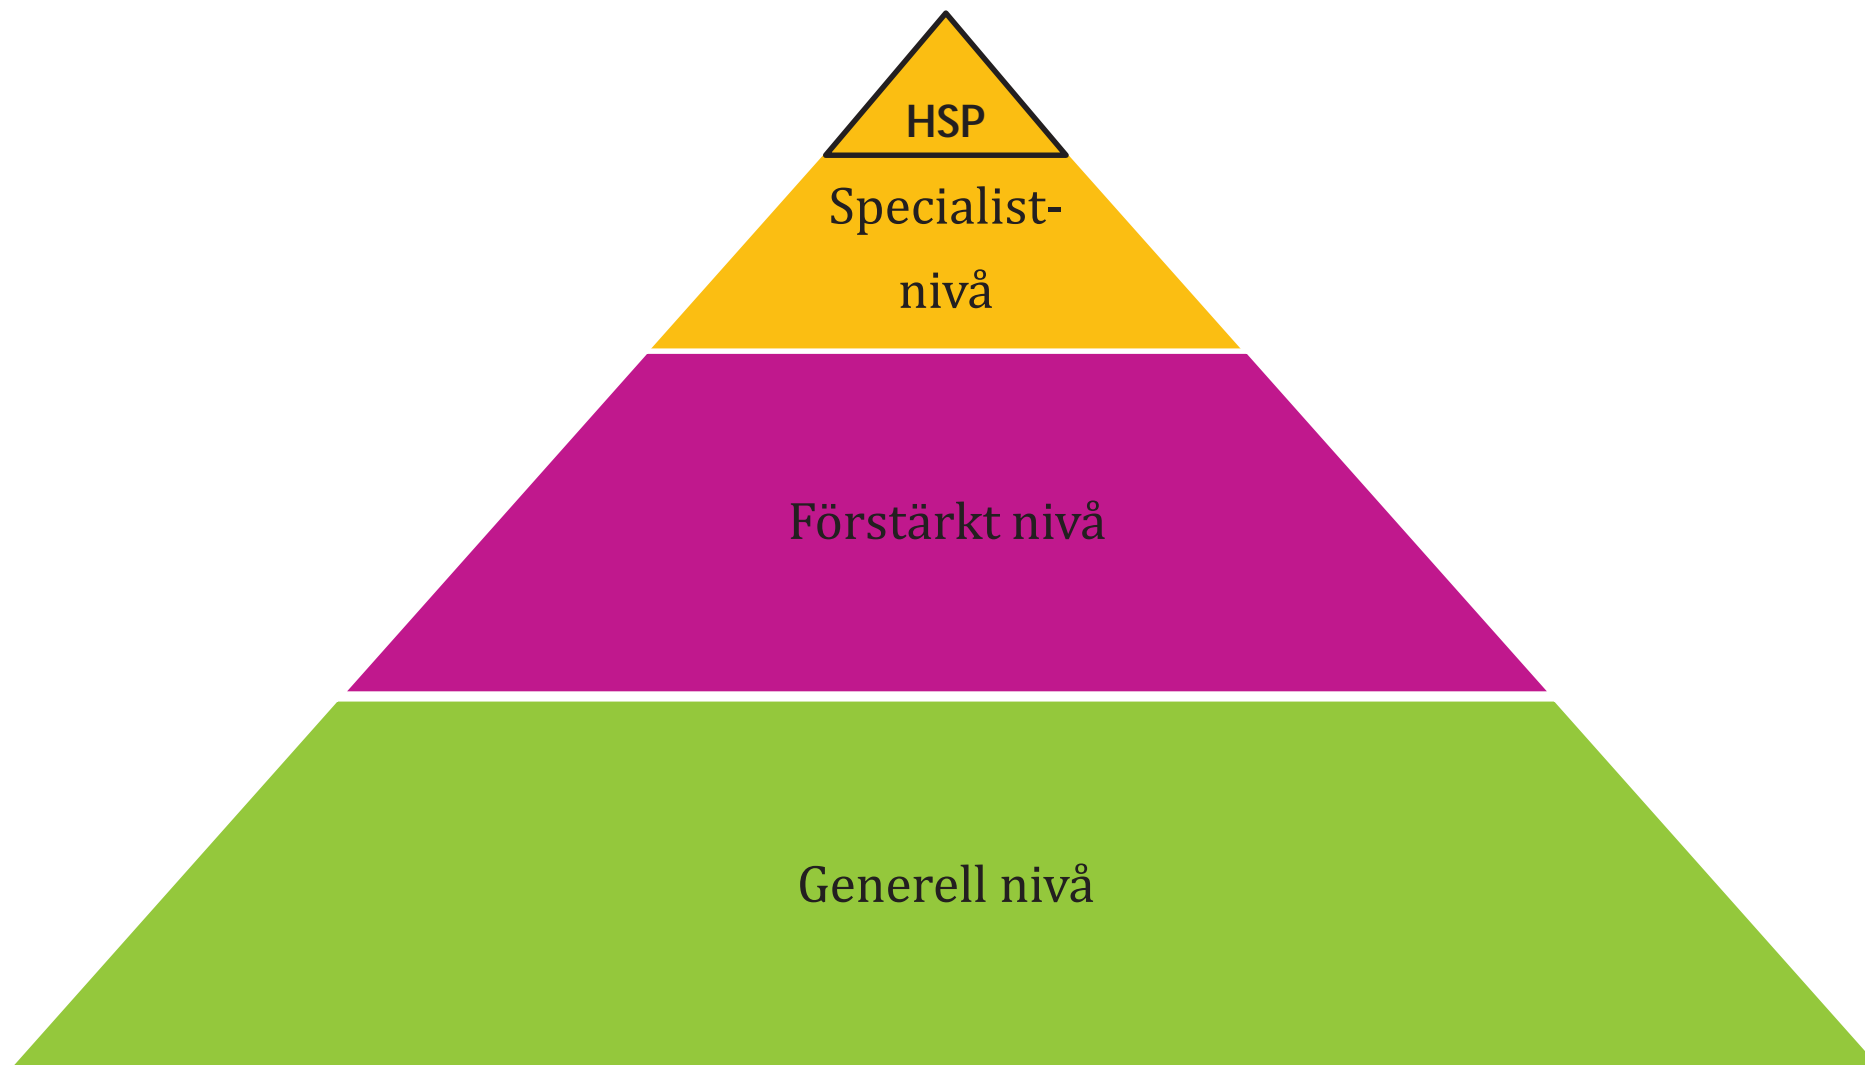 HSP
Specialist-
nivå
Förstärkt nivå
Generell nivå